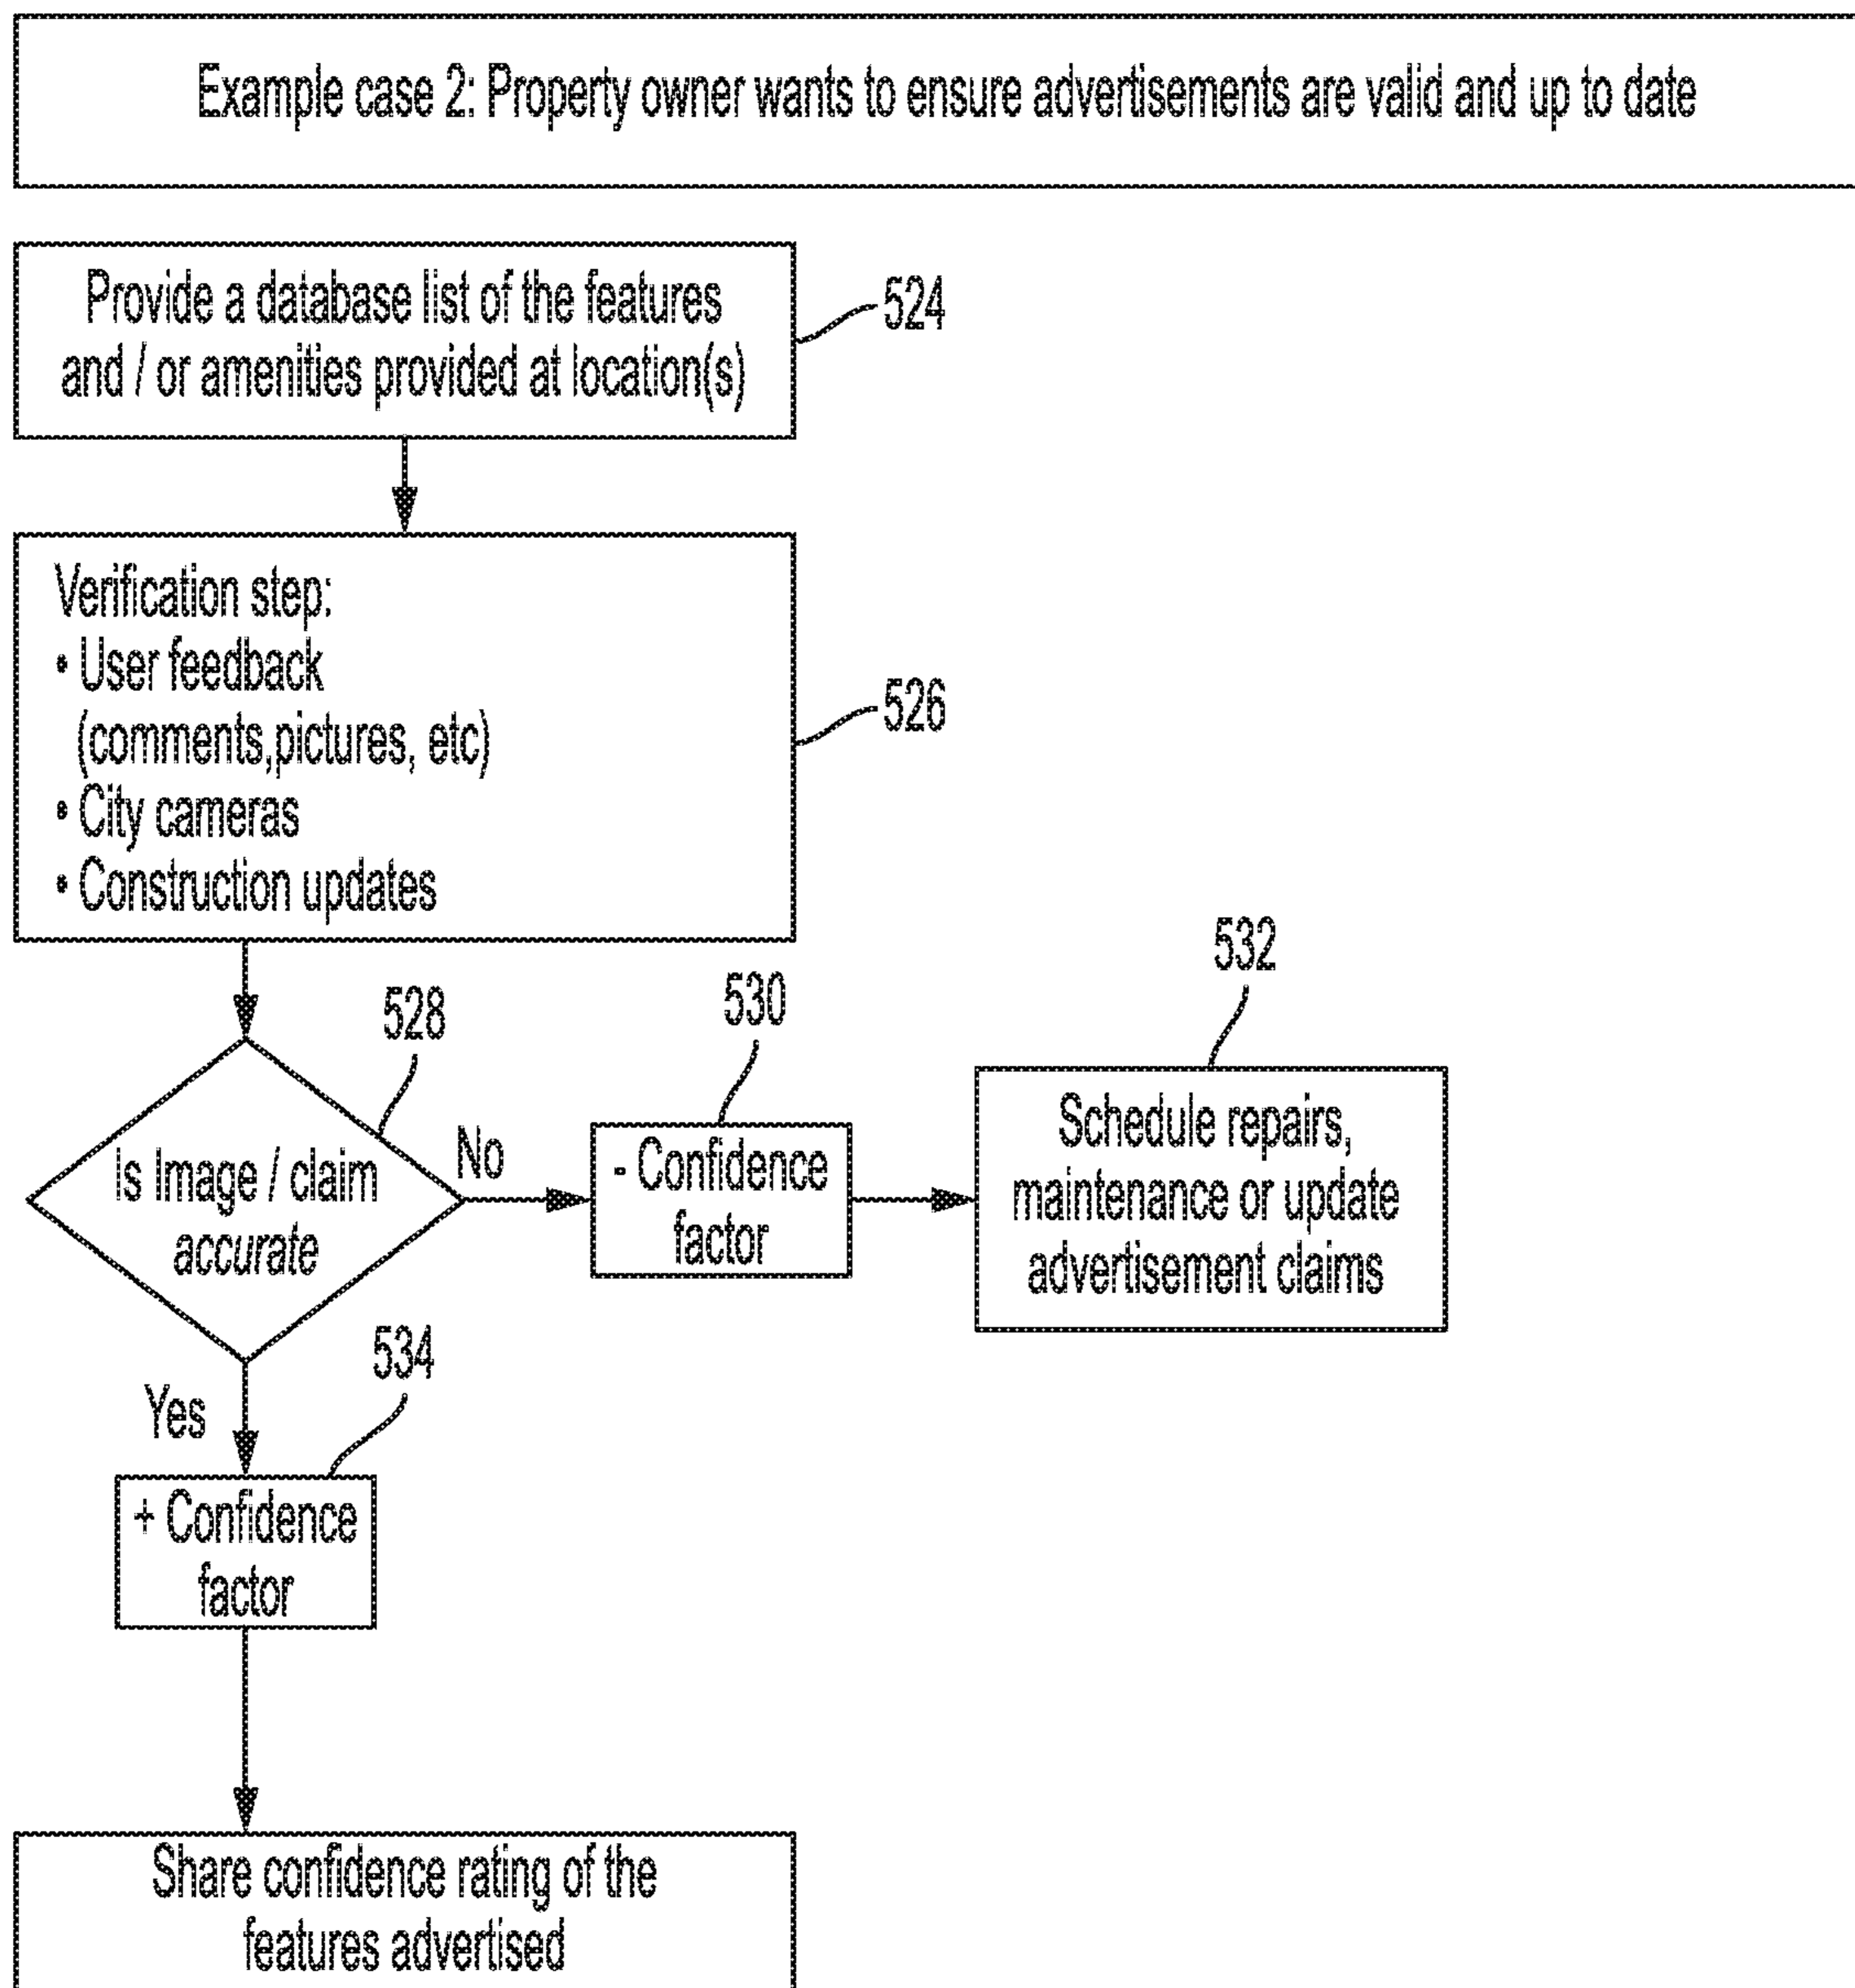 Example case 2: Property owner wants to ensure advertisements are valid and up to date
Provide a database list of the features
and / or amenities provided at location(s)
524
Verification step:
• User feedback
(comments,pictures, etc)
• City cameras
• Construction updates
526
528
Is Image / claim
accurate
No
530
- Confidence
factor
532
Schedule repairs,
maintenance or update
advertisement claims
Yes
534
+ Confidence
factor
Share confidence rating of the
features advertised